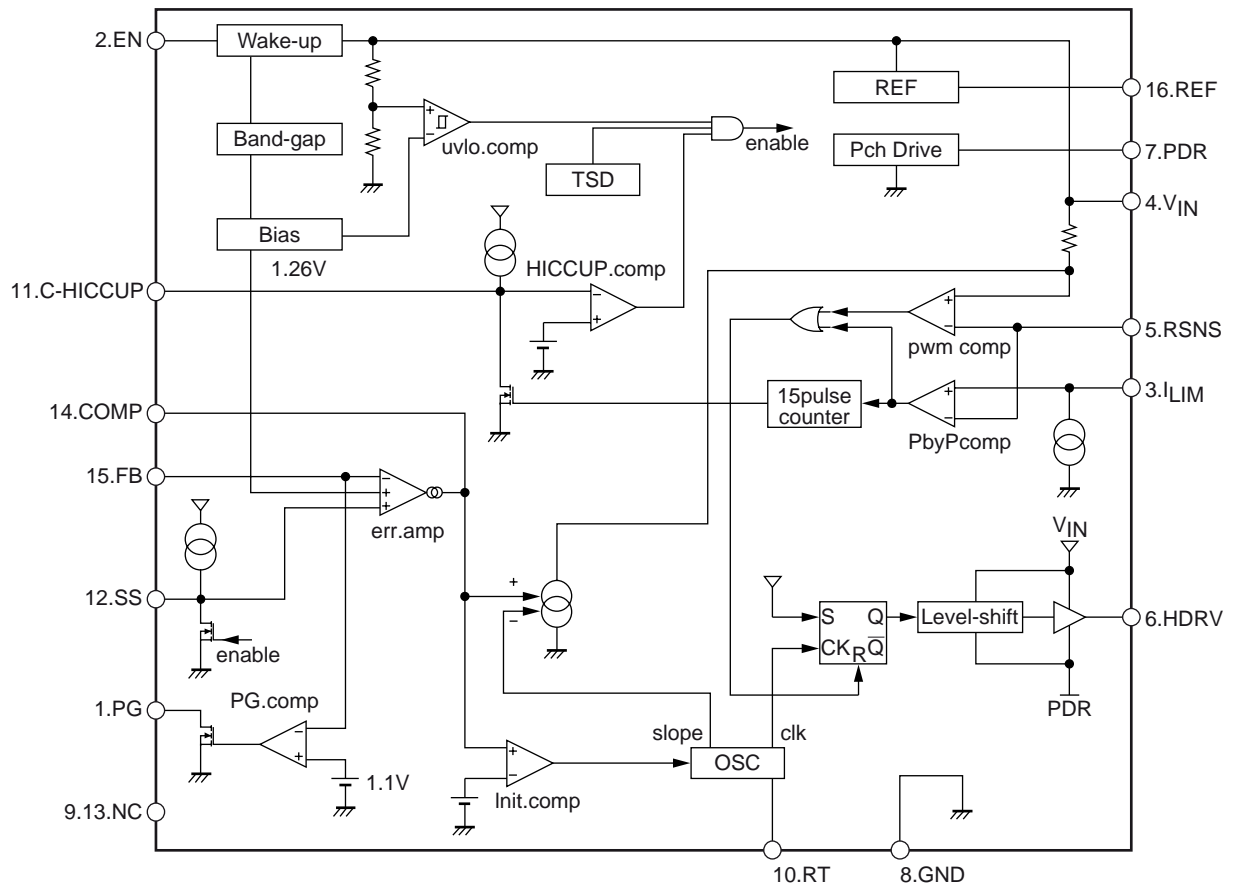 2.EN
Wake-up
REF
16.REF
Band-gap
+
−
uvlo.comp
enable
TSD
Pch Drive
7.PDR
4.VIN
Bias
1.26V
HICCUP.comp
11.C-HICCUP
−
+
+
−
pwm comp
5.RSNS
3.ILIM
15pulse
counter
+
−
PbyPcomp
14.COMP
15.FB
−
+
+
err.amp
12.SS
enable
+
−
VIN
S Q
CK R Q̅
Level-shift
6.HDRV
PDR
1.PG
PG.comp
−
+
1.1V
slope
clk
OSC
+
−
Init.comp
9.13.NC
10.RT
8.GND